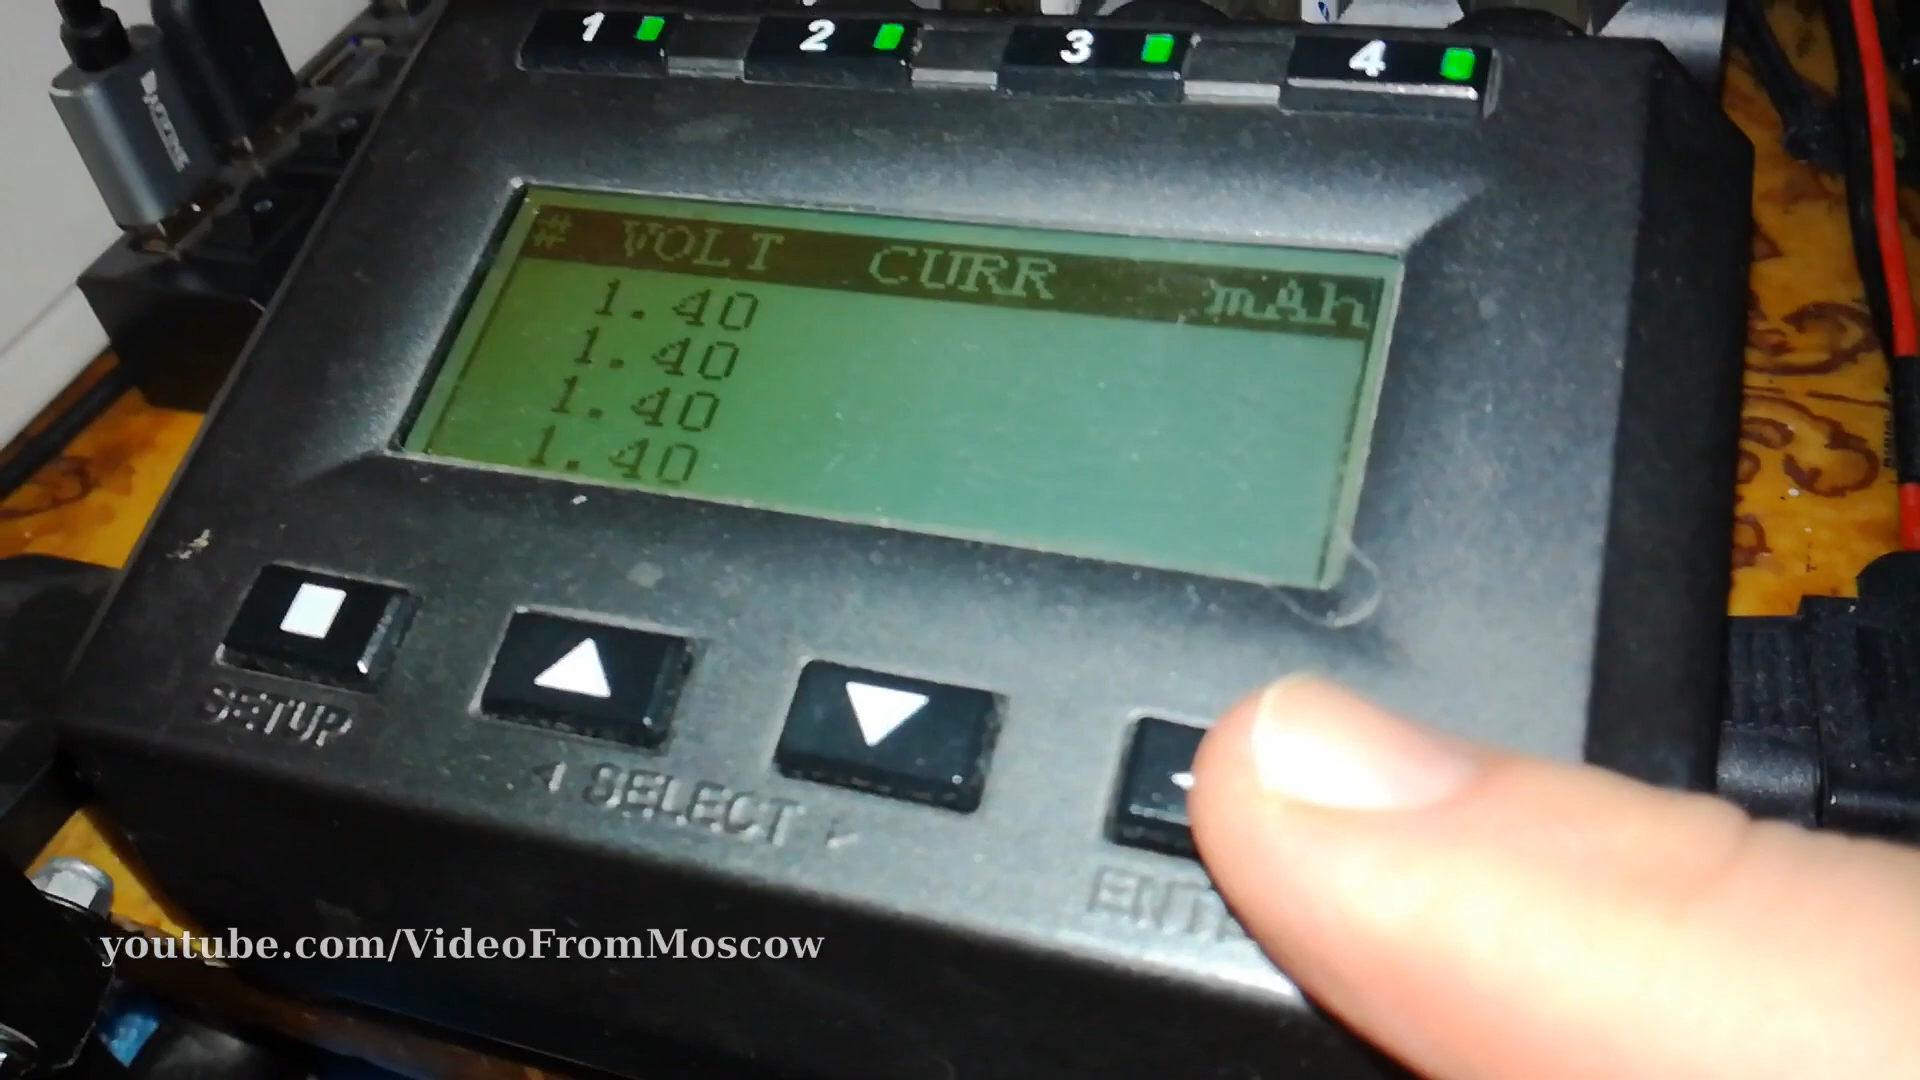 1 2 3 4
# VOLT CURR mAh
1.40
1.40
1.40
1.40
SETUP
SELECT
youtube.com/VideoFromMoscow